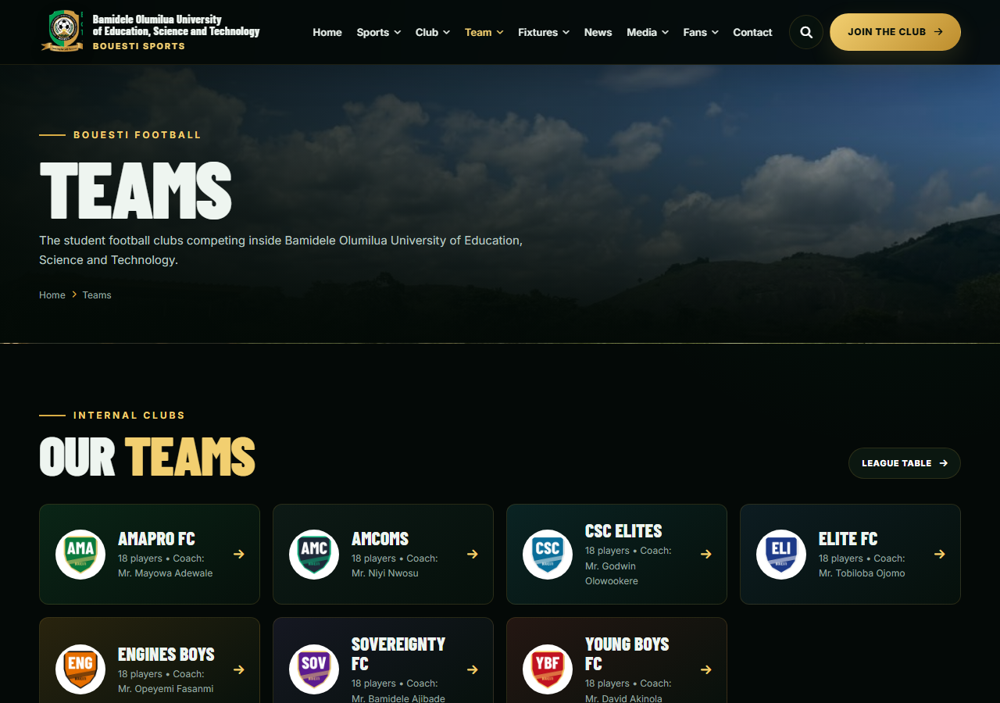 Bamidele Olumilua University
of Education, Science and Technology
BOUESTI SPORTS
Home Sports Club Team Fixtures News Media Fans Contact
JOIN THE CLUB
BOUESTI FOOTBALL
TEAMS
The student football clubs competing inside Bamidele Olumilua University of Education,
Science and Technology.
Home Teams
INTERNAL CLUBS
OUR TEAMS
LEAGUE TABLE
AMA
AMAPRO FC
18 players • Coach:
Mr. Mayowa Adewale
AMC
AMCOMS
18 players • Coach:
Mr. Niyi Nwosu
CSC
CSC ELITES
18 players • Coach:
Mr. Godwin
Olowookere
ELI
ELITE FC
18 players • Coach:
Mr. Tobiloba Ojomo
ENG
ENGINES BOYS
18 players • Coach:
Mr. Opeyemi Fasanmi
SOV
SOVEREIGNTY
FC
18 players • Coach:
Mr. Bamidele Ajibade
YBF
YOUNG BOYS
FC
18 players • Coach:
Mr. David Akinola